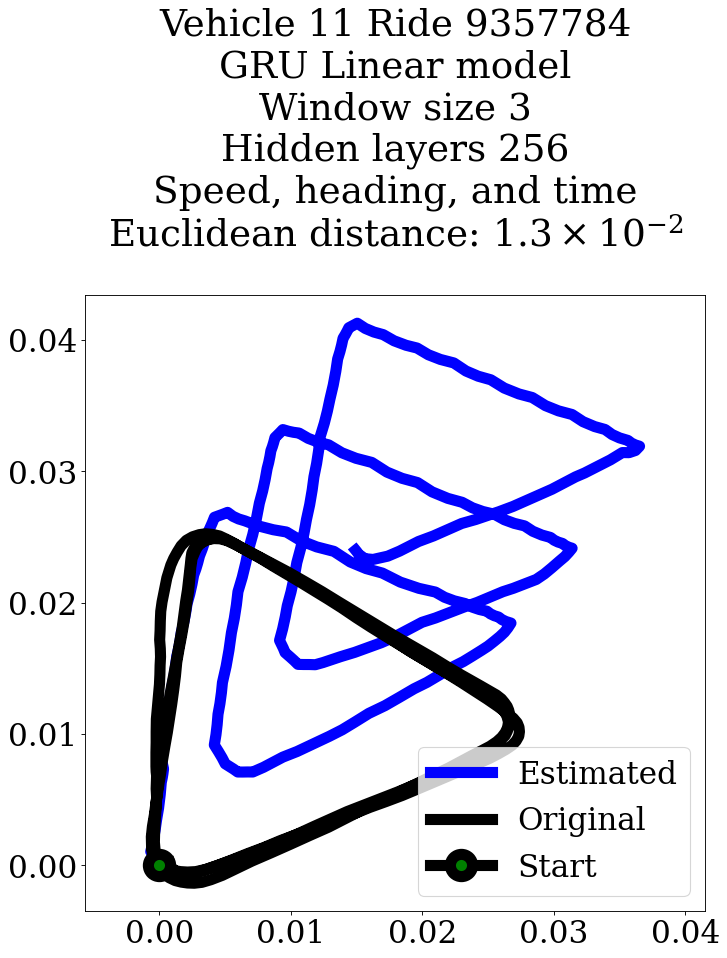 Vehicle 11 Ride 9357784
GRU Linear model
Window size 3
Hidden layers 256
Speed, heading, and time
Euclidean distance: 1.3 × 10⁻²
0.04
0.03
0.02
0.01
0.00
Estimated
Original
Start
0.00 0.01 0.02 0.03 0.04